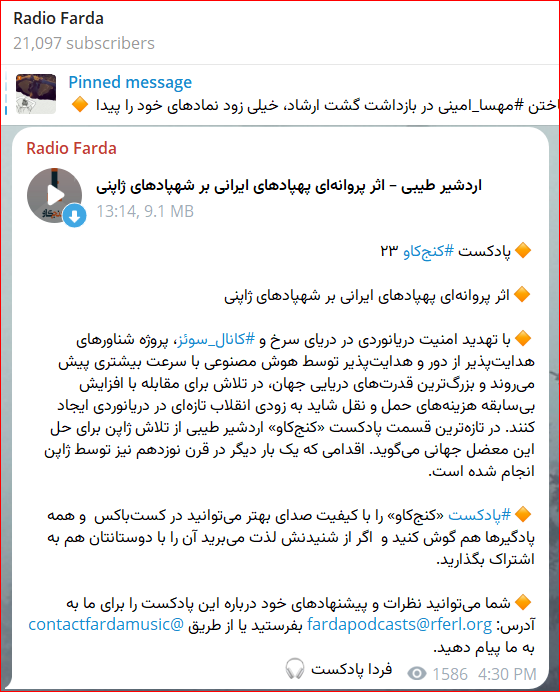 Radio Farda
21,097 subscribers
Pinned message
اختن #مهسا_امینی در بازداشت گشت ارشاد، خیلی زود نمادهای خود را پیدا 🔶
Radio Farda
اردشیر طیبی – اثر پروانه‌ای پهپادهای ایرانی بر شهپادهای ژاپنی
13:14, 9.1 MB
🔶 پادکست #کنج‌کاو ۲۳
🔶 اثر پروانه‌ای پهپادهای ایرانی بر شهپادهای ژاپنی
🔶 با تهدید امنیت دریانوردی در دریای سرخ و #کانال_سوئز، پروژه شناورهای
هدایت‌پذیر از دور و هدایت‌پذیر توسط هوش مصنوعی با سرعت بیشتری پیش
می‌روند و بزرگ‌ترین قدرت‌های دریایی جهان، در تلاش برای مقابله با افزایش
بی‌سابقه هزینه‌های حمل و نقل شاید به زودی انقلاب تازه‌ای در دریانوردی ایجاد
کنند. در تازه‌ترین قسمت پادکست «کنج‌کاو» اردشیر طیبی از تلاش ژاپن برای حل
این معضل جهانی می‌گوید. اقدامی که یک بار دیگر در قرن نوزدهم نیز توسط ژاپن
انجام شده است.
🔶 #پادکست «کنج‌کاو» را با کیفیت صدای بهتر می‌توانید در کست‌باکس و همه
پادگیرها هم گوش کنید و اگر از شنیدنش لذت می‌برید آن را با دوستانتان هم به
اشتراک بگذارید.
🔶 شما می‌توانید نظرات و پیشنهادهای خود درباره این پادکست را برای ما به
آدرس: fardapodcasts@rferl.org بفرستید یا از طریق @contactfardamusic
به ما پیام دهید.
فردا پادکست 🎧
1586 4:30 PM